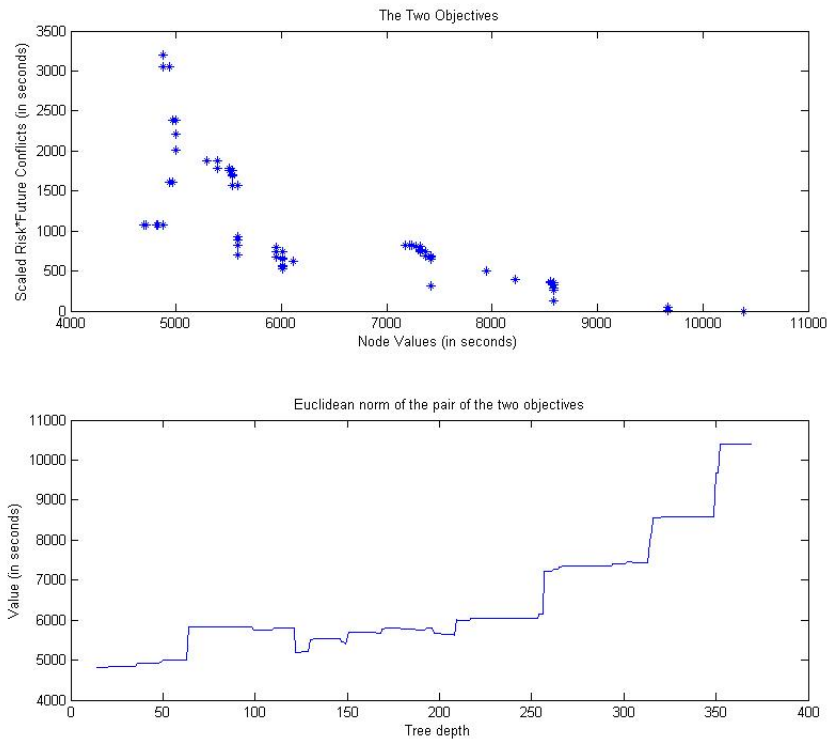 The Two Objectives
Scaled Risk*Future Conflicts (in seconds)
3500
3000
2500
2000
1500
1000
500
0
4000 5000 6000 7000 8000 9000 10000 11000
Node Values (in seconds)
Euclidean norm of the pair of the two objectives
Value (in seconds)
11000
10000
9000
8000
7000
6000
5000
4000
0 50 100 150 200 250 300 350 400
Tree depth